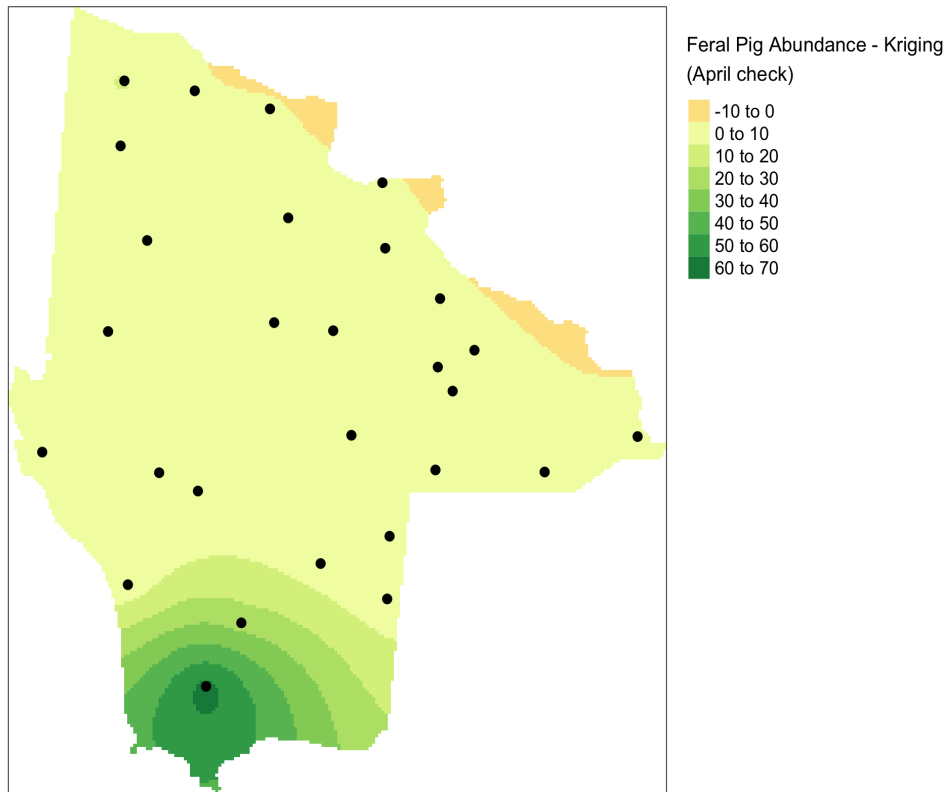 Feral Pig Abundance - Kriging
(April check)
-10 to 0
0 to 10
10 to 20
20 to 30
30 to 40
40 to 50
50 to 60
60 to 70